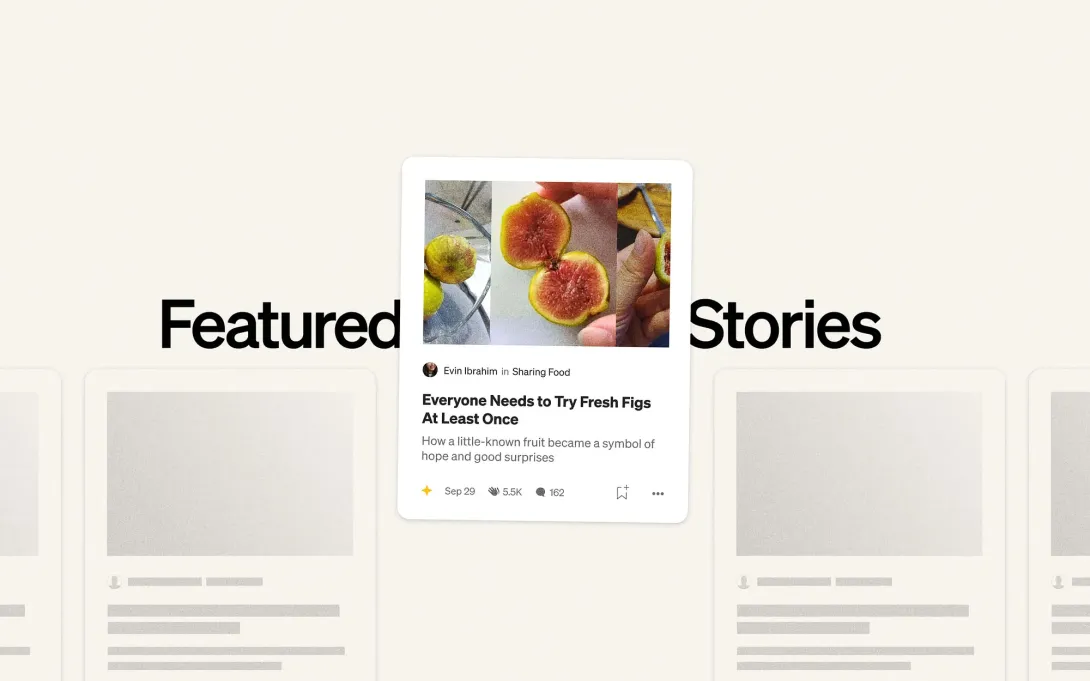 Featured Stories
Evin Ibrahim in Sharing Food
Everyone Needs to Try Fresh Figs
At Least Once
How a little-known fruit became a symbol of
hope and good surprises
Sep 29 5.5K 162